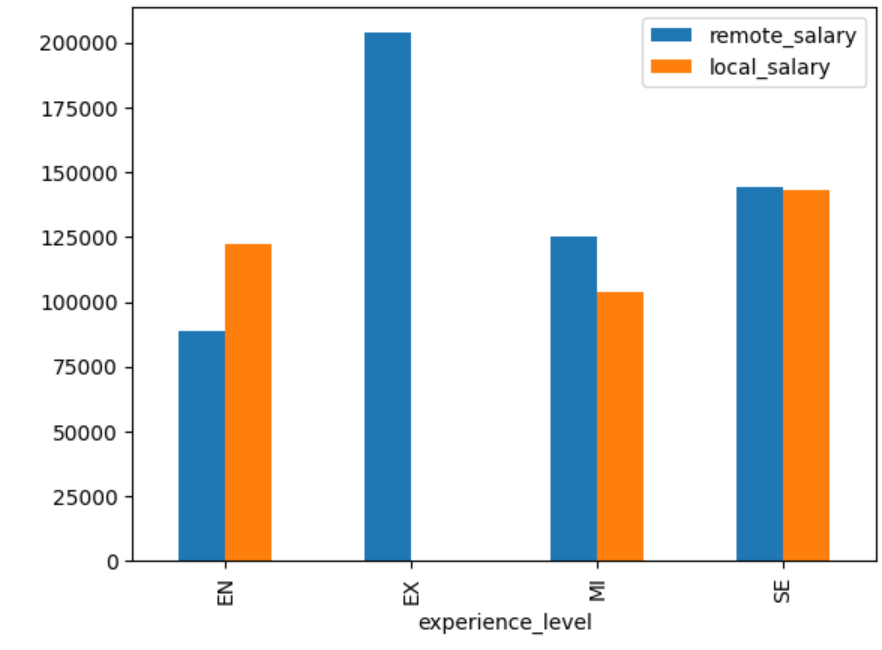 remote_salary
local_salary
200000
175000
150000
125000
100000
75000
50000
25000
0
EN
EX
MI
SE
experience_level